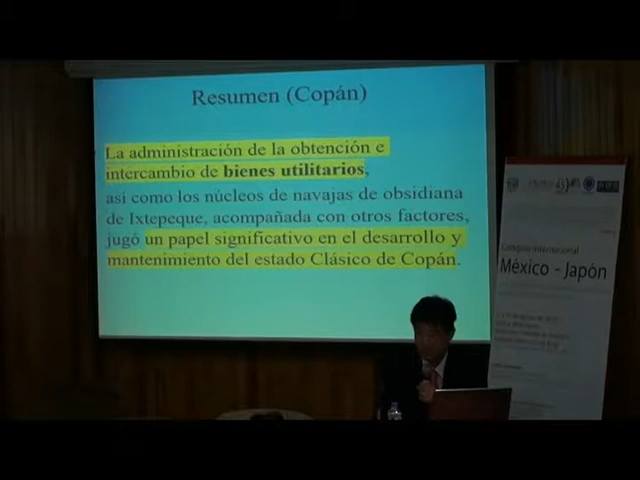 Resumen (Copán)
La administración de la obtención e
intercambio de bienes utilitarios,
así como los núcleos de navajas de obsidiana
de Ixtepeque, acompañada con otros factores,
jugó un papel significativo en el desarrollo y
mantenimiento del estado Clásico de Copán.
Coloquio Internacional
México - Japón